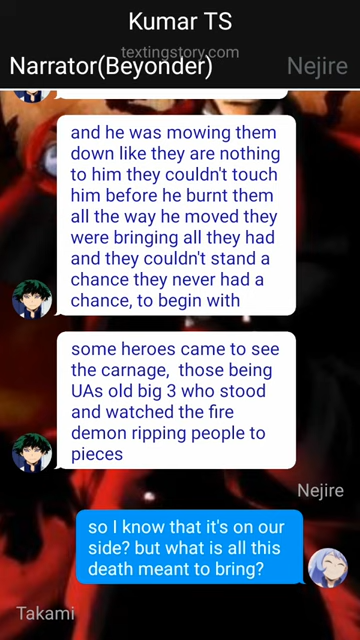 Kumar TS
textingstory.com
Narrator(Beyonder)
Nejire
and he was mowing them
down like they are nothing
to him they couldn't touch
him before he burnt them
all the way he moved they
were bringing all they had
and they couldn't stand a
chance they never had a
chance, to begin with
some heroes came to see
the carnage, those being
UAs old big 3 who stood
and watched the fire
demon ripping people to
pieces
Nejire
so I know that it's on our
side? but what is all this
death meant to bring?
Takami